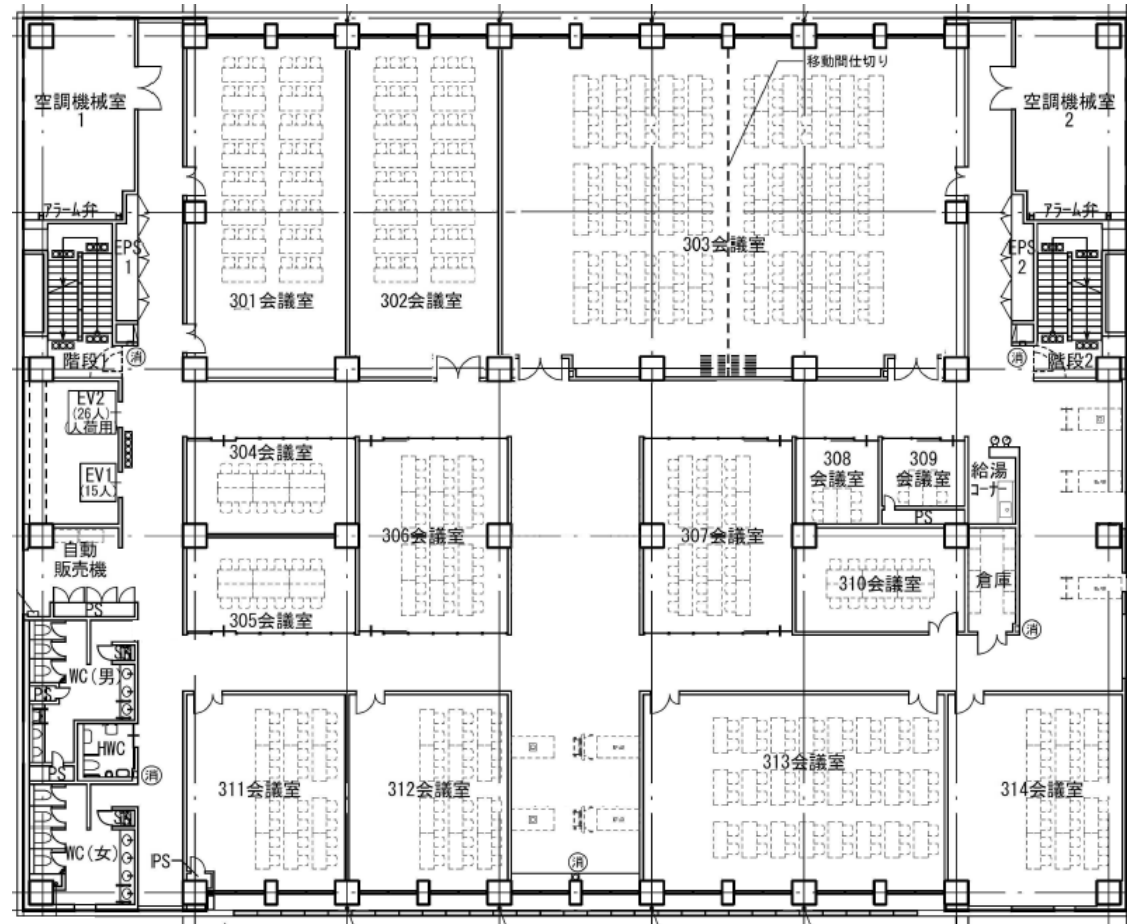 移動間仕切り
空調機械室
1
空調機械室
2
アラーム弁
アラーム弁
EPS
1
303会議室
EPS
2
301会議室
302会議室
階段1
消
消
階段2
EV2
(26人)
人荷用
EV1
(15人)
304会議室
308
会議室
309
会議室
給湯
コーナー
PS
306会議室
307会議室
自動
販売機
PS
305会議室
310会議室
倉庫
消
SK
WC(男)
PS
HWC
PS
消
311会議室
312会議室
313会議室
314会議室
SK
WC(女)
PS
消